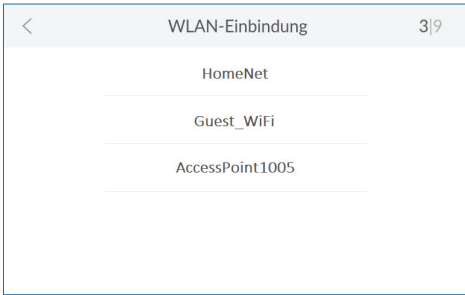 WLAN-Einbindung 3|9
HomeNet
Guest_WiFi
AccessPoint1005